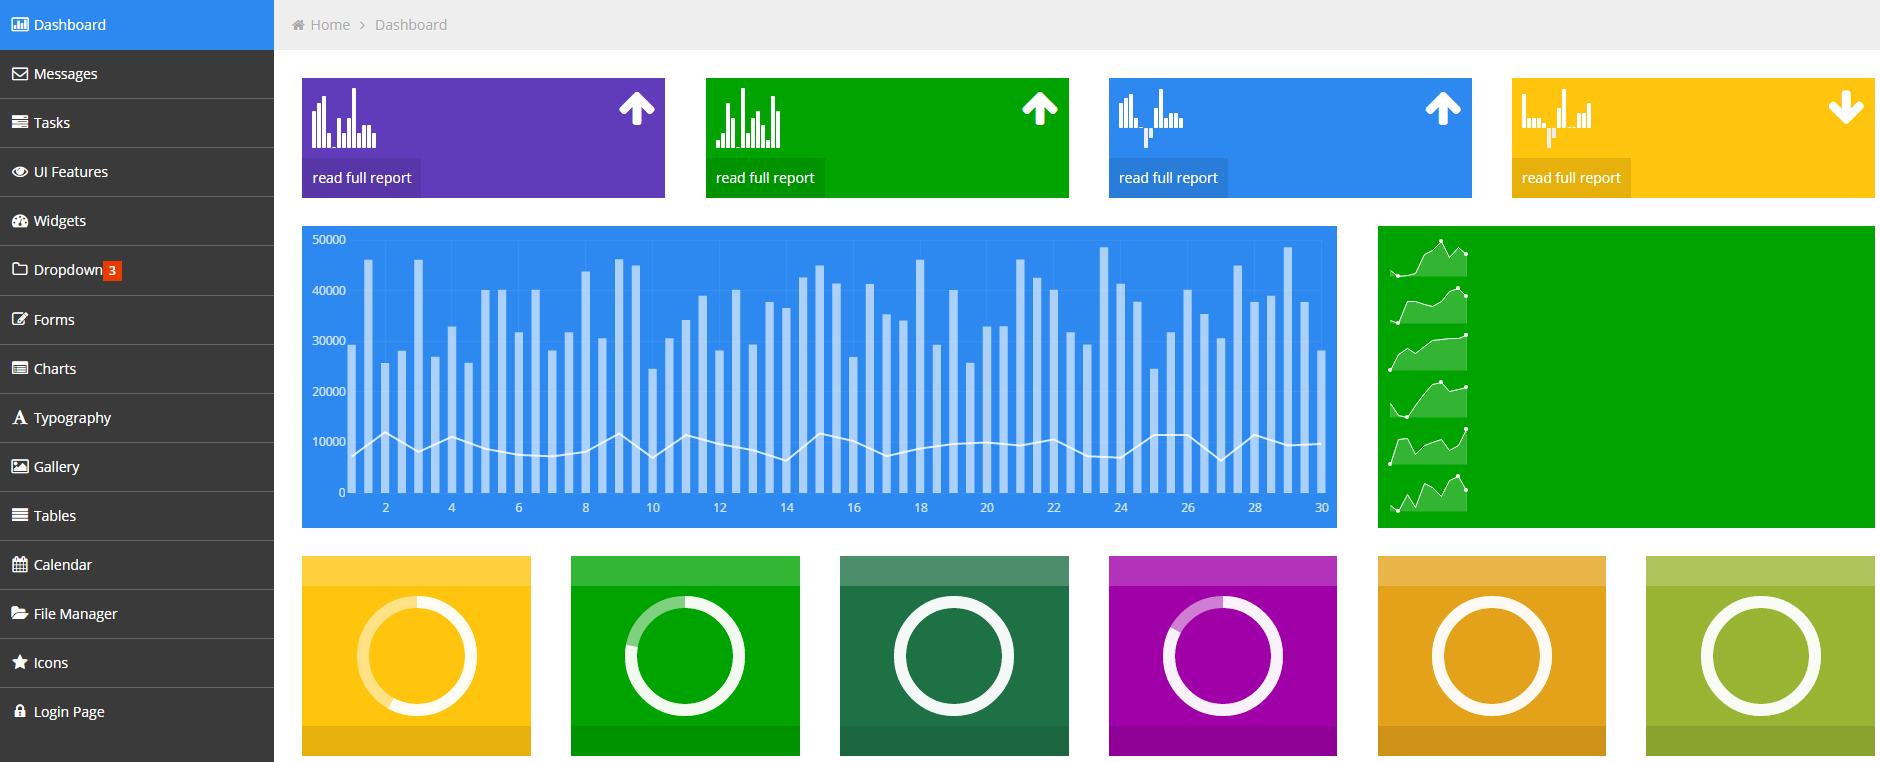 Dashboard
Messages
Tasks
UI Features
Widgets
Dropdown 3
Forms
Charts
Typography
Gallery
Tables
Calendar
File Manager
Icons
Login Page
Home > Dashboard
read full report
read full report
read full report
read full report
50000
40000
30000
20000
10000
0
2 4 6 8 10 12 14 16 18 20 22 24 26 28 30